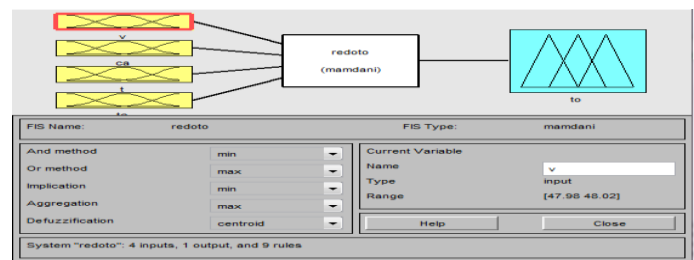 v
ca
t
to
redoto
(mamdani)
to
FIS Name: redoto FIS Type: mamdani
And method min
Or method max
Implication min
Aggregation max
Defuzzification centroid
Current Variable
Name v
Type input
Range [47.98 48.02]
Help Close
System "redoto": 4 inputs, 1 output, and 9 rules